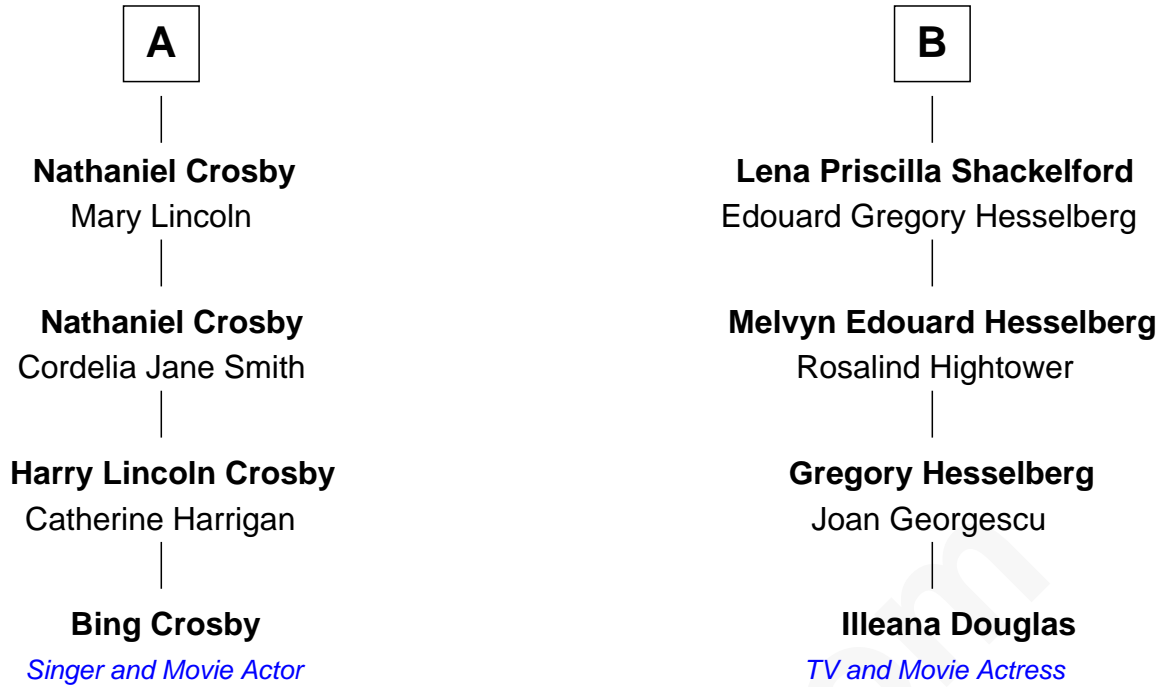 A
Nathaniel Crosby
Mary Lincoln
Nathaniel Crosby
Cordelia Jane Smith
Harry Lincoln Crosby
Catherine Harrigan
Bing Crosby
Singer and Movie Actor
B
Lena Priscilla Shackelford
Edouard Gregory Hesselberg
Melvyn Edouard Hesselberg
Rosalind Hightower
Gregory Hesselberg
Joan Georgescu
Illeana Douglas
TV and Movie Actress